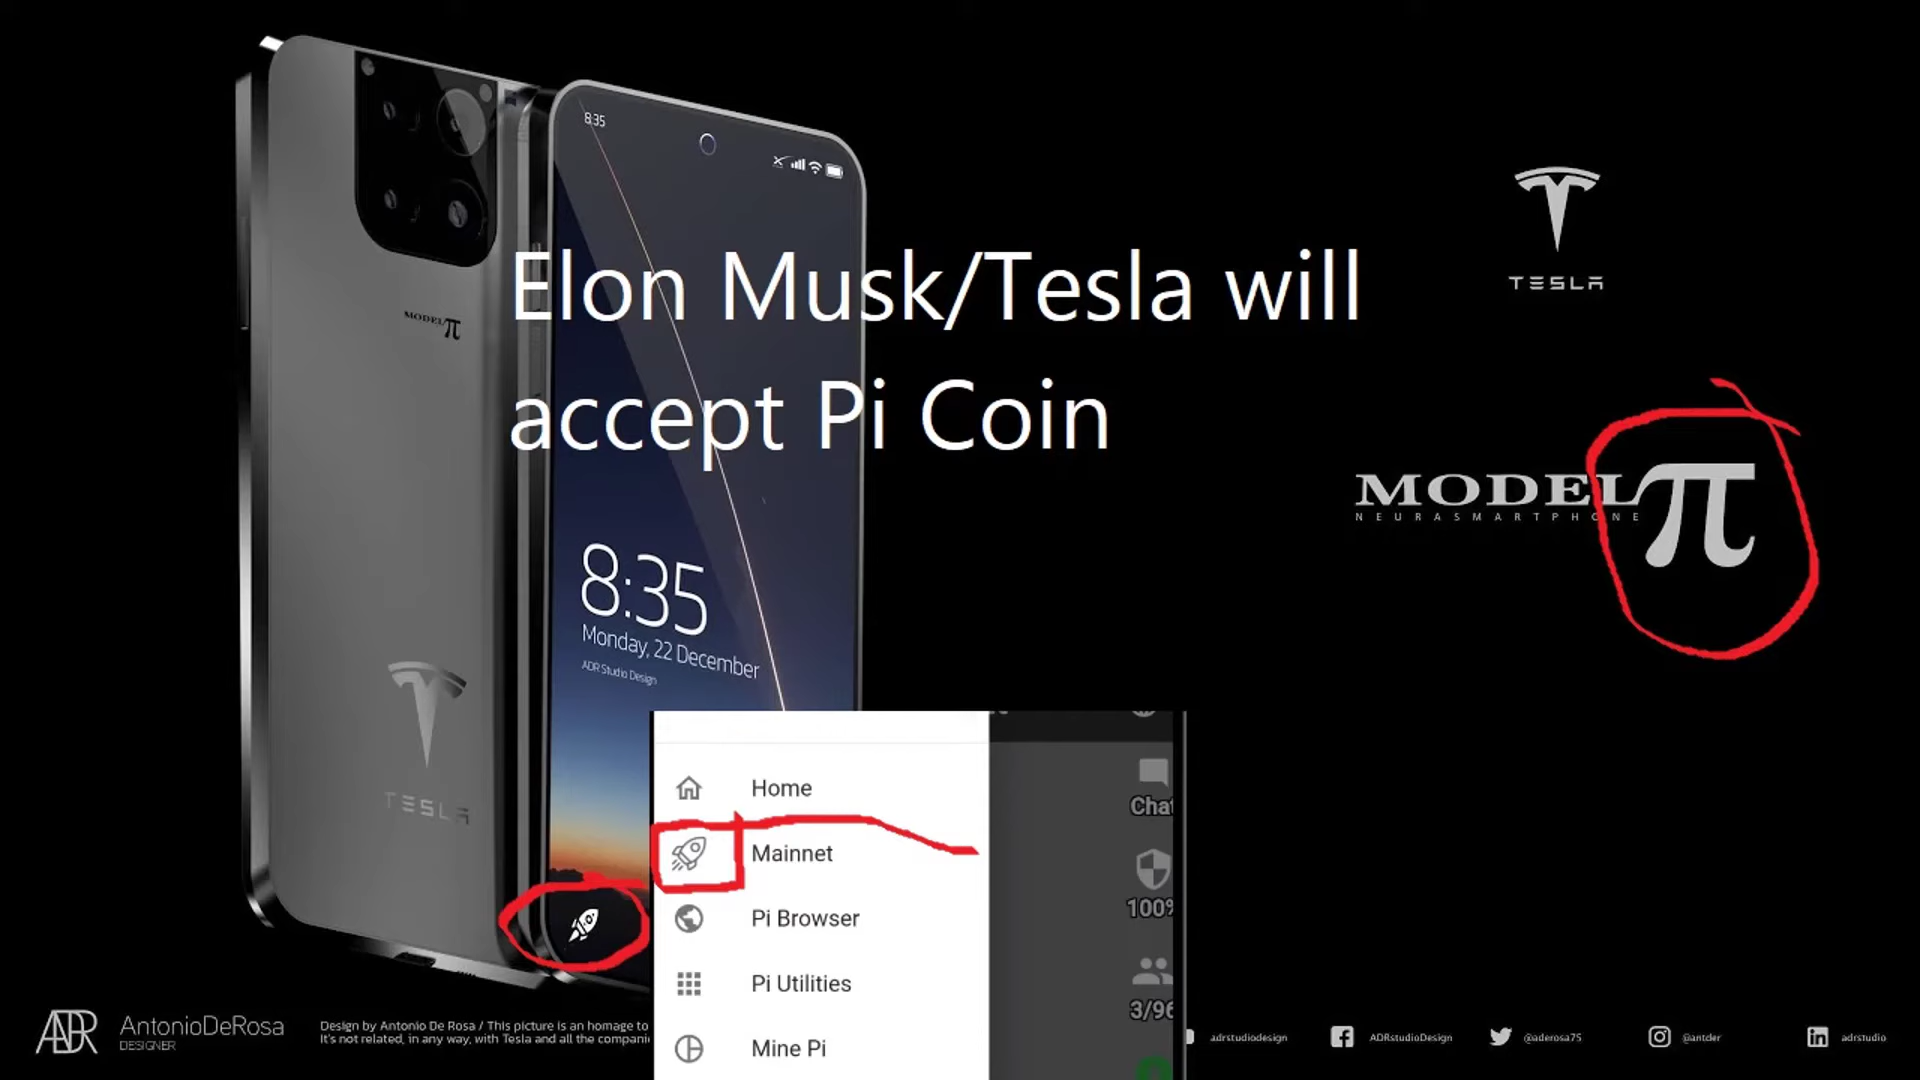 8:35
TESLA
Elon Musk/Tesla will
accept Pi Coin
MODEL π
MODEL π
NEURASMARTPHONE
8:35
Monday, 22 December
ADR Studio Design
TESLA
Home
Mainnet
Pi Browser
Pi Utilities
Mine Pi
Chat
100%
3/96
ADR
AntonioDeRosa
DESIGNER
Design by Antonio De Rosa / This picture is an homage to
It's not related, in any way, with Tesla and all the compani
adrstudiodesign
ADRstudioDesign
@aderosa75
@antder
adrstudio